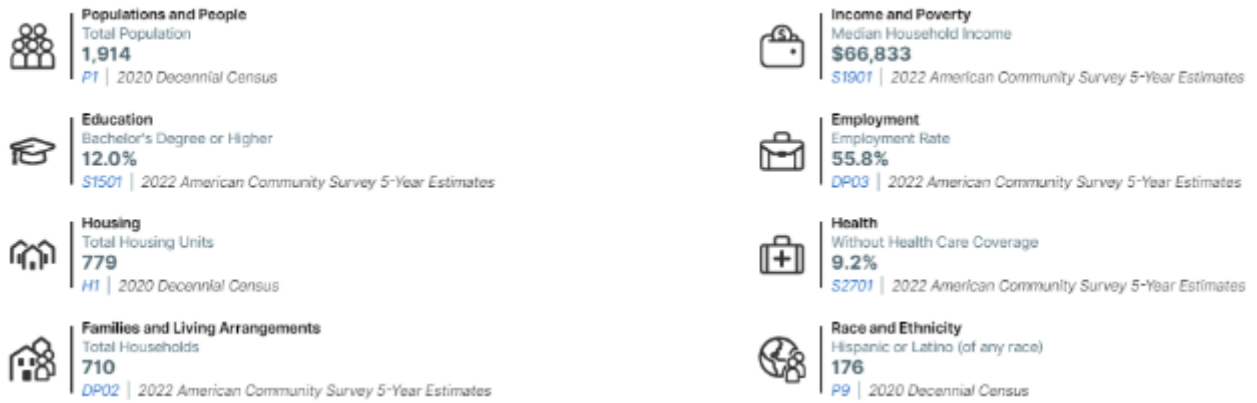 Populations and People
Total Population
1,914
P1 | 2020 Decennial Census
Education
Bachelor's Degree or Higher
12.0%
S1501 | 2022 American Community Survey 5-Year Estimates
Housing
Total Housing Units
779
H1 | 2020 Decennial Census
Families and Living Arrangements
Total Households
710
DP02 | 2022 American Community Survey 5-Year Estimates
Income and Poverty
Median Household Income
$66,833
S1901 | 2022 American Community Survey 5-Year Estimates
Employment
Employment Rate
55.8%
DP03 | 2022 American Community Survey 5-Year Estimates
Health
Without Health Care Coverage
9.2%
S2701 | 2022 American Community Survey 5-Year Estimates
Race and Ethnicity
Hispanic or Latino (of any race)
176
P9 | 2020 Decennial Census